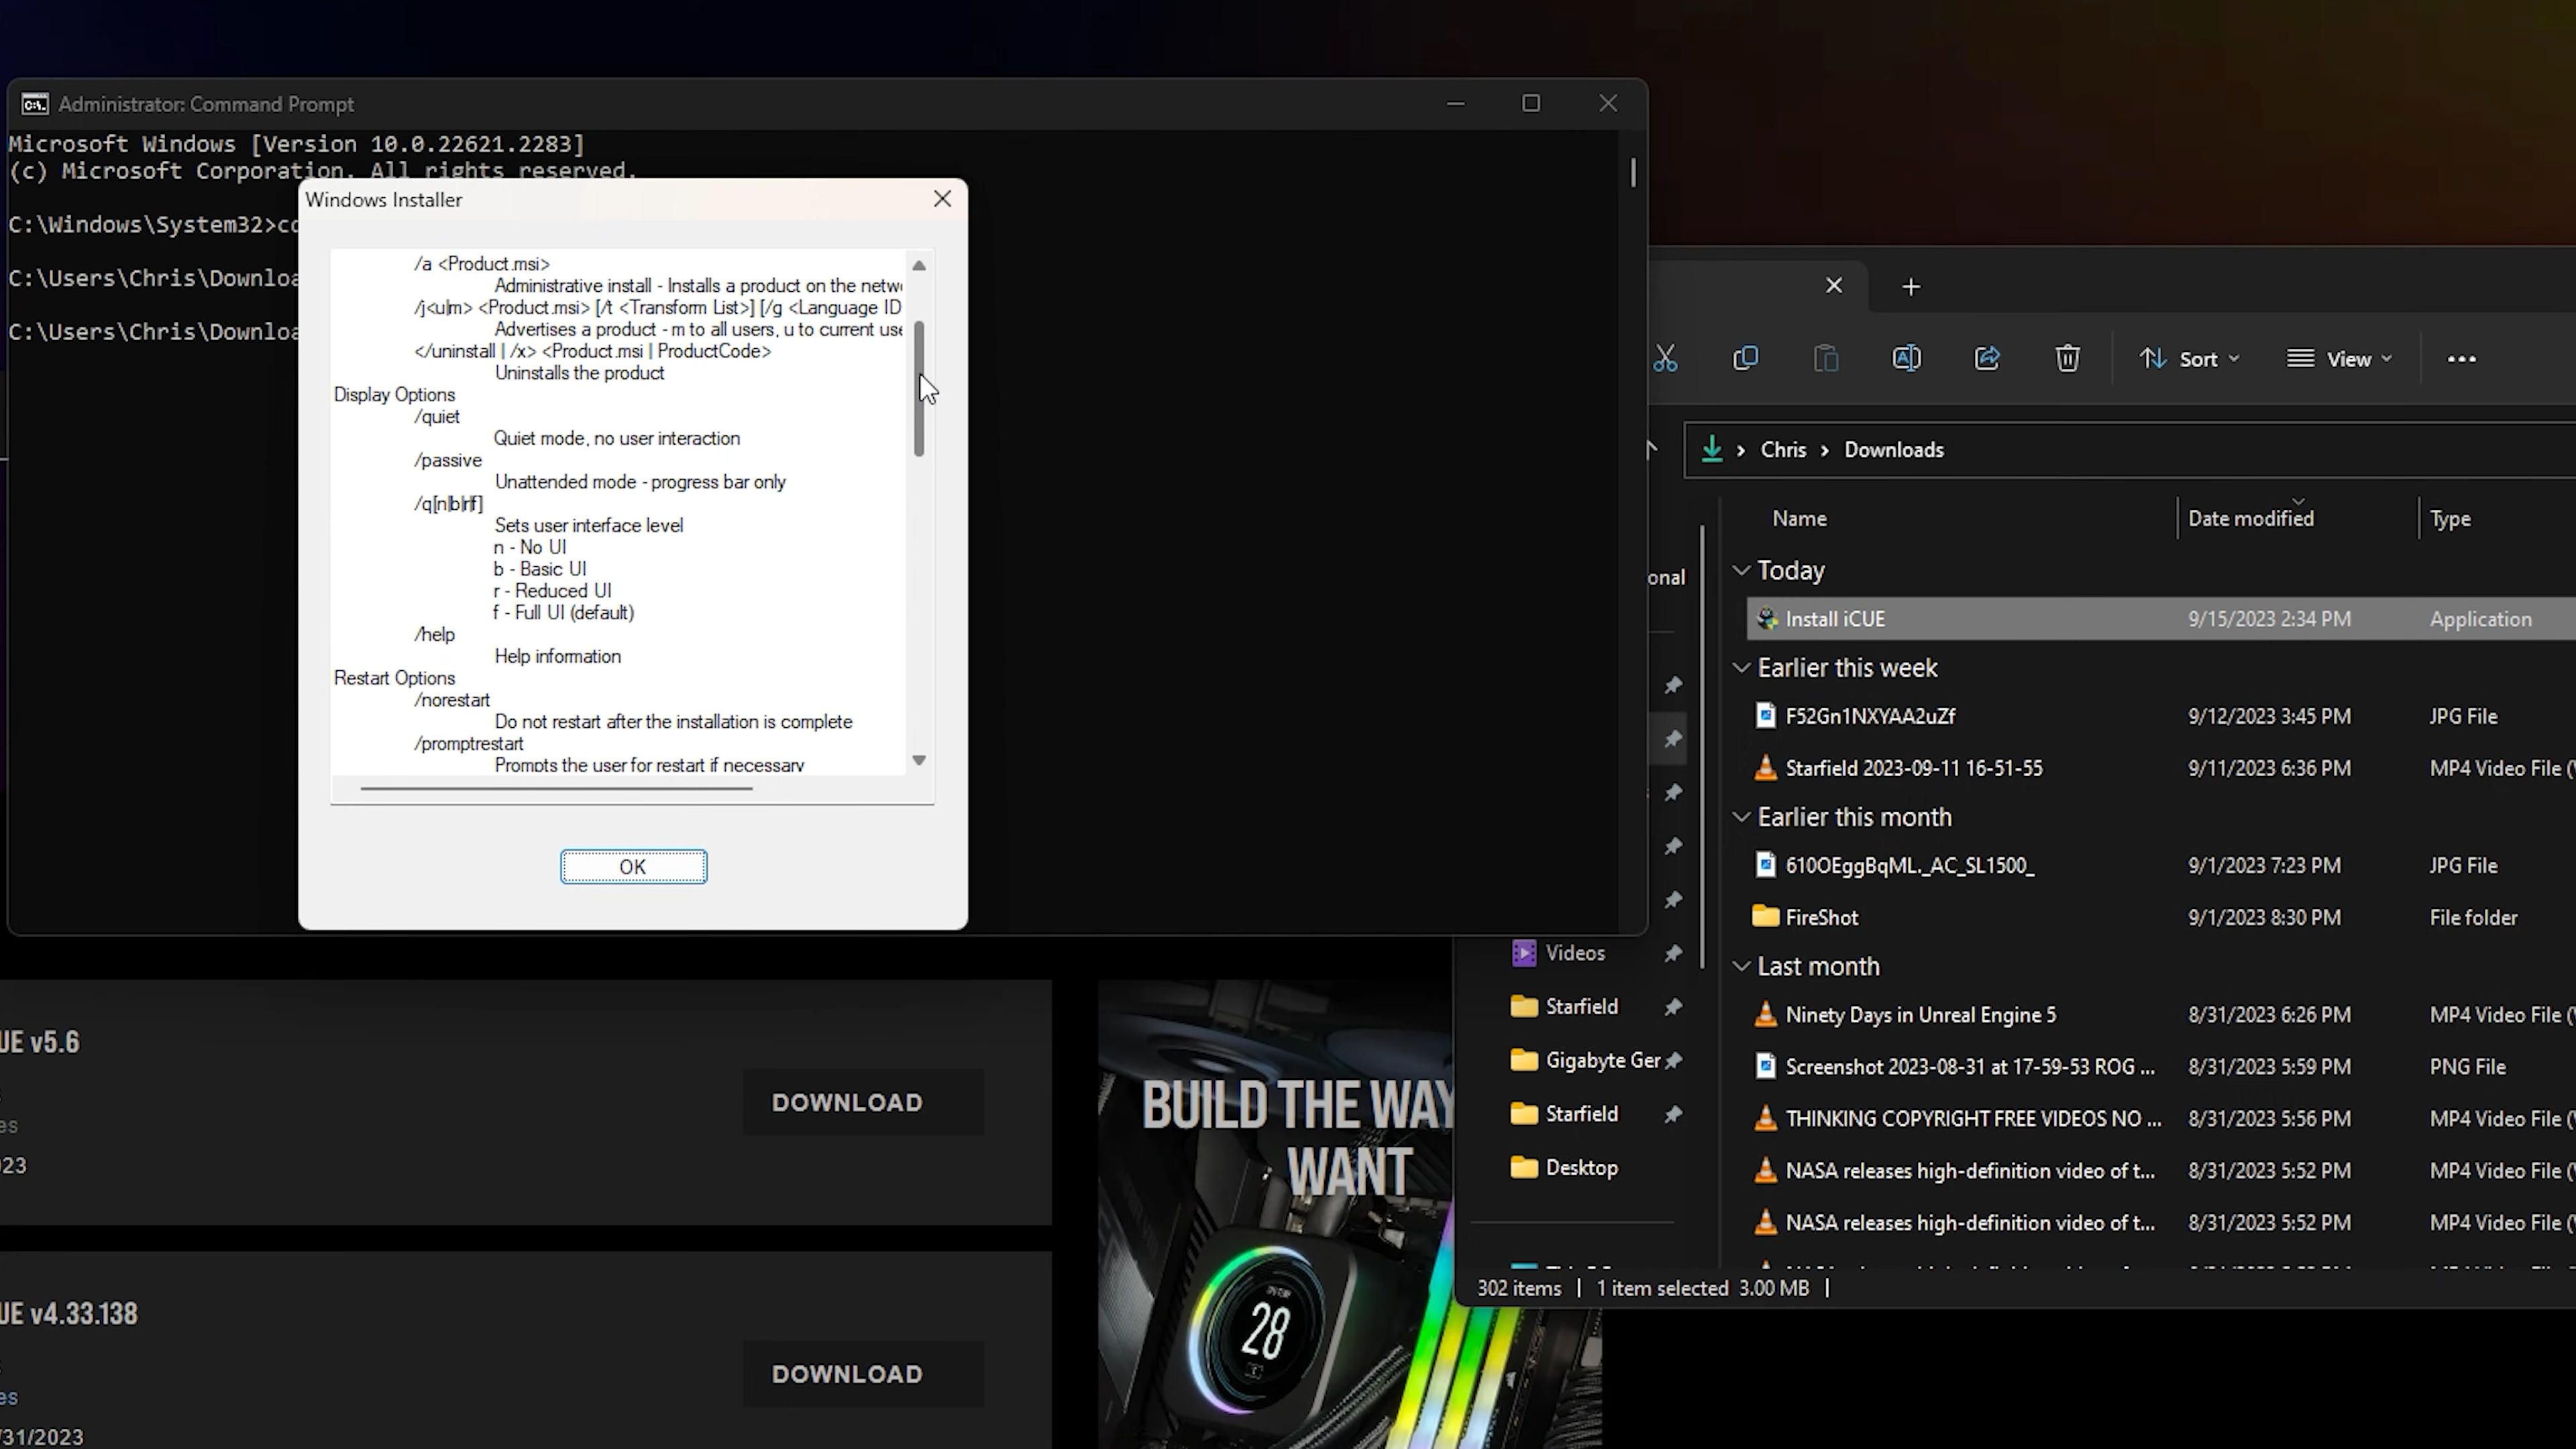 Administrator: Command Prompt
Microsoft Windows [Version 10.0.22621.2283]
(c) Microsoft Corporation. All rights reserved.
C:\Windows\System32>
C:\Users\Chris\
C:\Users\Chris\
Windows Installer
/a <Product.msi>
Administrative install - Installs a product on the
/j<u|m> <Product.msi> [/t <Transform List>] [/g <Language ID
Advertises a product - m to all users, u to current
</uninstall | /x> <Product.msi | ProductCode>
Uninstalls the product
Display Options
/quiet
Quiet mode, no user interaction
/passive
Unattended mode - progress bar only
/q[n|b|r|f]
Sets user interface level
n - No UI
b - Basic UI
r - Reduced UI
f - Full UI (default)
/help
Help information
Restart Options
/norestart
Do not restart after the installation is complete
/promptrestart
Prompts the user for restart if necessary
OK
Sort
View
Chris > Downloads
Name Date modified Type
Today
Install iCUE 9/15/2023 2:34 PM Application
Earlier this week
F52Gn1NXYAA2uZf 9/12/2023 3:45 PM JPG File
Starfield 2023-09-11 16-51-55 9/11/2023 6:36 PM MP4 Video File
Earlier this month
610OEggBqML._AC_SL1500_ 9/1/2023 7:23 PM JPG File
FireShot 9/1/2023 8:30 PM File folder
Last month
Ninety Days in Unreal Engine 5 8/31/2023 6:26 PM MP4 Video File
Screenshot 2023-08-31 at 17-59-53 ROG ... 8/31/2023 5:59 PM PNG File
THINKING COPYRIGHT FREE VIDEOS NO ... 8/31/2023 5:56 PM MP4 Video File
NASA releases high-definition video of t... 8/31/2023 5:52 PM MP4 Video File
NASA releases high-definition video of t... 8/31/2023 5:52 PM MP4 Video File
onal
Videos
Starfield
Gigabyte Ger
Starfield
Desktop
302 items | 1 item selected 3.00 MB |
UE v5.6
es
023
DOWNLOAD
UE v4.33.138
es
/31/2023
DOWNLOAD
BUILD THE WAY
WANT
28